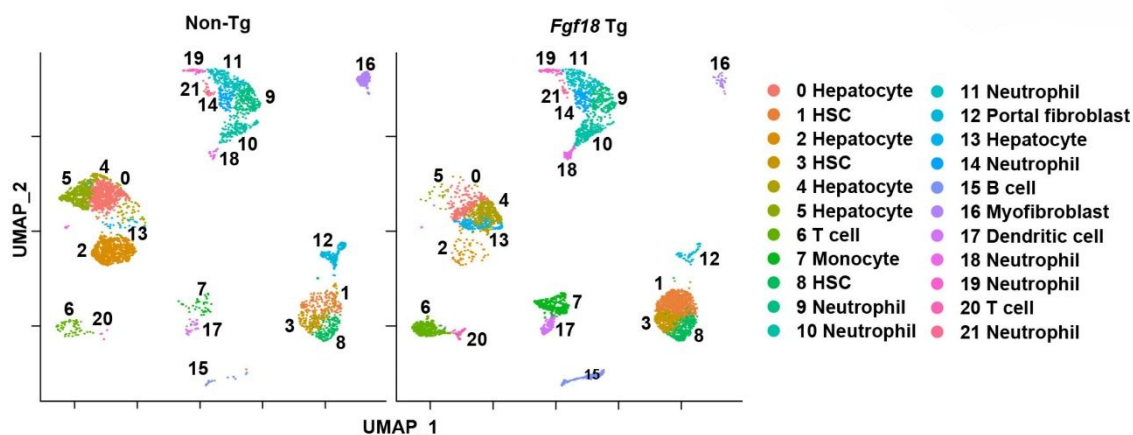 Non-Tg
Fgf18 Tg
19
11
21
14
9
10
18
16
4
5
0
13
2
12
7
6
20
17
1
3
8
15
19
11
21
14
9
10
18
16
5
0
4
13
2
12
1
7
6
20
17
3
8
15
UMAP_2
UMAP_1
0 Hepatocyte
1 HSC
2 Hepatocyte
3 HSC
4 Hepatocyte
5 Hepatocyte
6 T cell
7 Monocyte
8 HSC
9 Neutrophil
10 Neutrophil
11 Neutrophil
12 Portal fibroblast
13 Hepatocyte
14 Neutrophil
15 B cell
16 Myofibroblast
17 Dendritic cell
18 Neutrophil
19 Neutrophil
20 T cell
21 Neutrophil